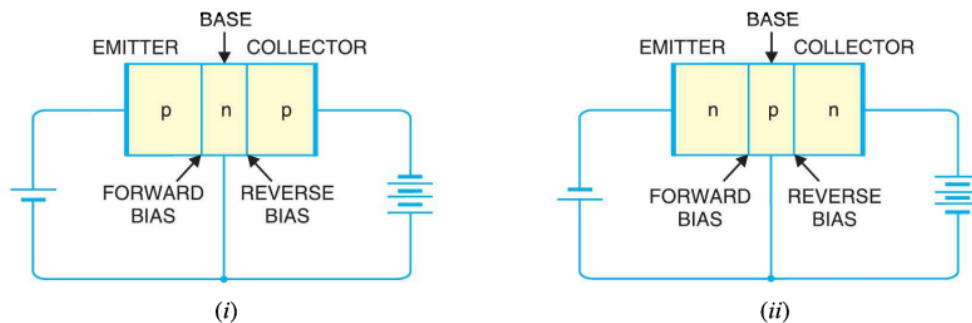 BASE
EMITTER COLLECTOR
p n p
FORWARD BIAS
REVERSE BIAS
(i)
BASE
EMITTER COLLECTOR
n p n
FORWARD BIAS
REVERSE BIAS
(ii)